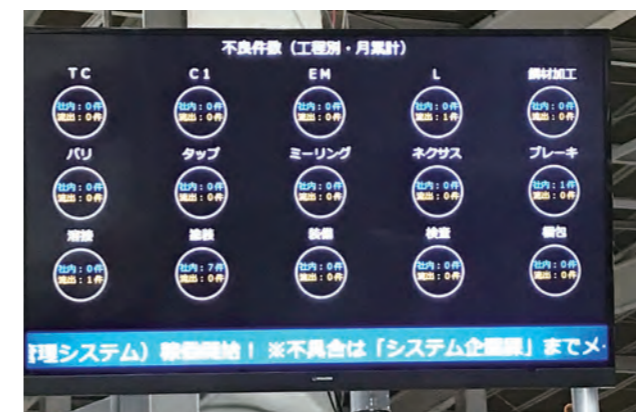 不良件数（工程別・月累計）
TC C1 EM L 鋼材加工
社内：0件 社内：0件 社内：0件 社内：0件 社内：0件
流出：0件 流出：0件 流出：0件 流出：1件 流出：0件
バリ タップ ミーリング ネクサス ブレーキ
社内：0件 社内：0件 社内：0件 社内：0件 社内：1件
流出：0件 流出：0件 流出：0件 流出：0件 流出：0件
溶接 塗装 装備 検査 梱包
社内：0件 社内：7件 社内：0件 社内：0件 社内：0件
流出：1件 流出：0件 流出：0件 流出：0件 流出：0件
管理システム）稼働開始！ ※不具合は「システム企画課」までメ